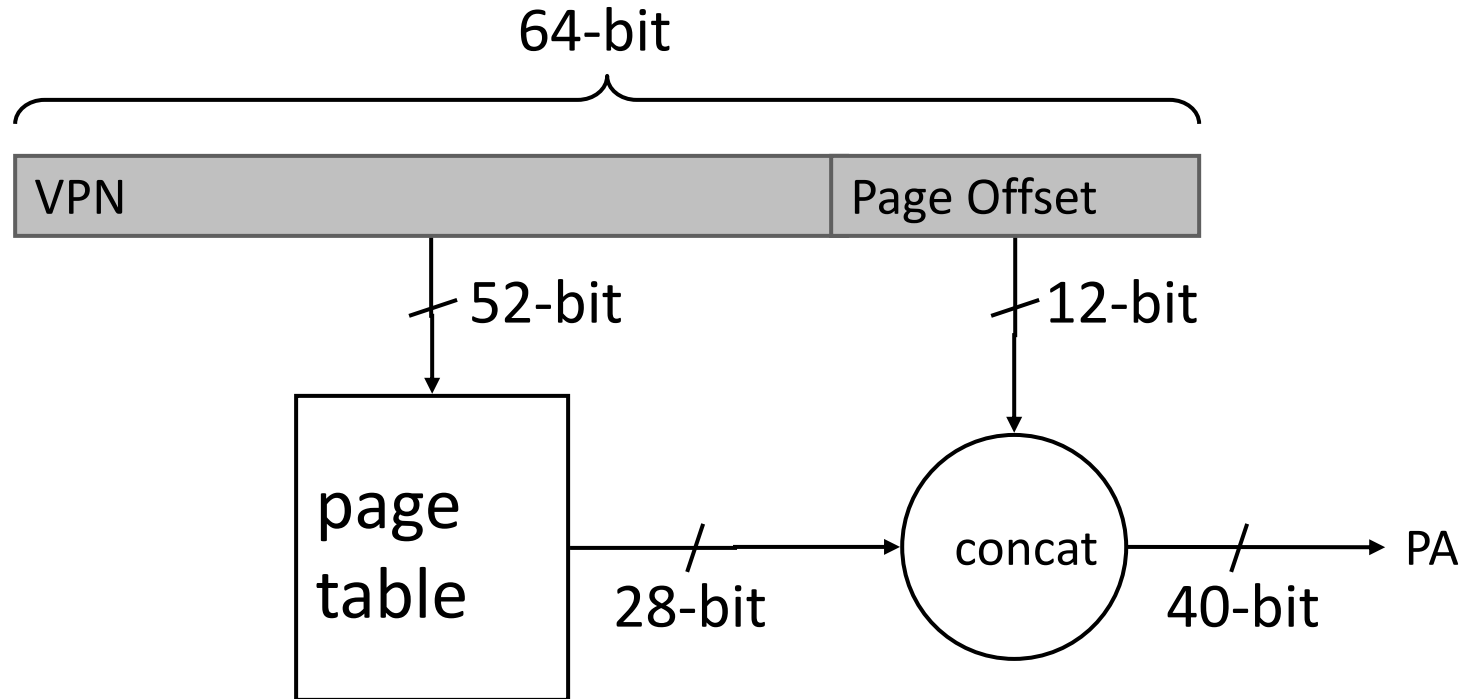 64-bit
VPN
Page Offset
52-bit
12-bit
page
table
28-bit
concat
40-bit
PA